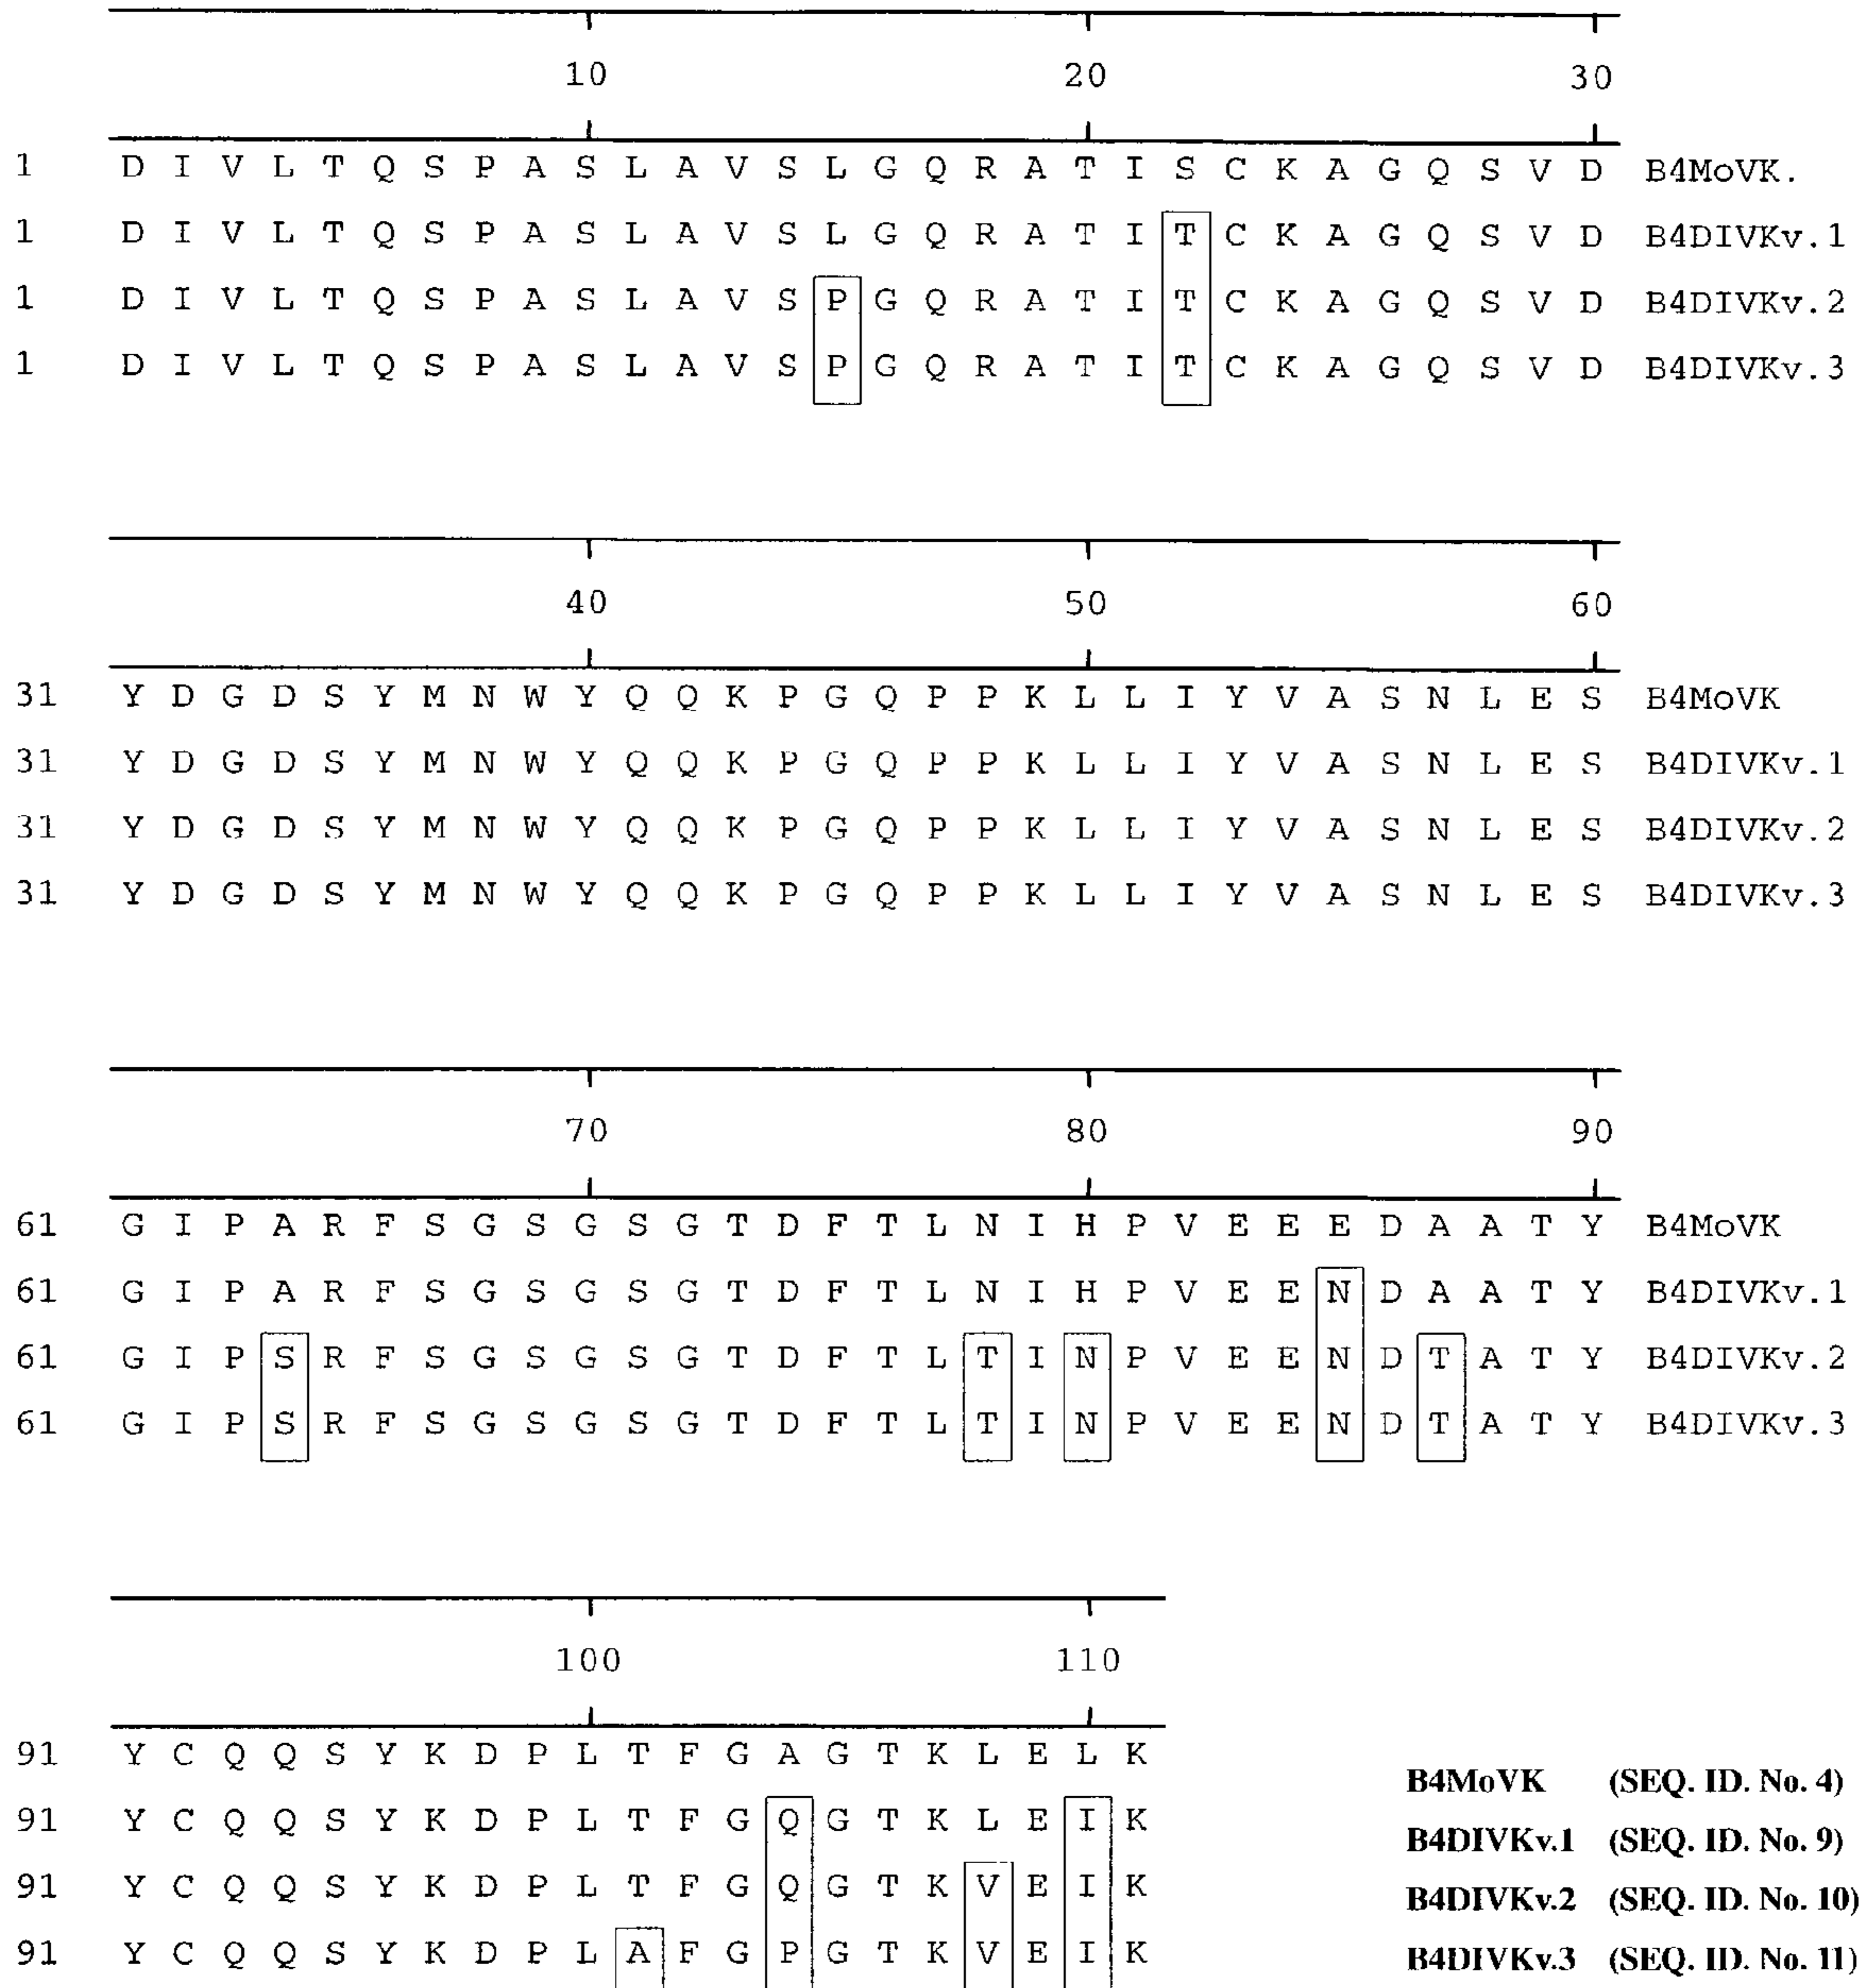 10 20 30
1 D I V L T Q S P A S L A V S L G Q R A T I S C K A G Q S V D B4MoVK.
1 D I V L T Q S P A S L A V S L G Q R A T I T C K A G Q S V D B4DIVKv.1
1 D I V L T Q S P A S L A V S P G Q R A T I T C K A G Q S V D B4DIVKv.2
1 D I V L T Q S P A S L A V S P G Q R A T I T C K A G Q S V D B4DIVKv.3
40 50 60
31 Y D G D S Y M N W Y Q Q K P G Q P P K L L I Y V A S N L E S B4MoVK
31 Y D G D S Y M N W Y Q Q K P G Q P P K L L I Y V A S N L E S B4DIVKv.1
31 Y D G D S Y M N W Y Q Q K P G Q P P K L L I Y V A S N L E S B4DIVKv.2
31 Y D G D S Y M N W Y Q Q K P G Q P P K L L I Y V A S N L E S B4DIVKv.3
70 80 90
61 G I P A R F S G S G S G T D F T L N I H P V E E E D A A T Y B4MoVK
61 G I P A R F S G S G S G T D F T L N I H P V E E N D A A T Y B4DIVKv.1
61 G I P S R F S G S G S G T D F T L T I N P V E E N D T A T Y B4DIVKv.2
61 G I P S R F S G S G S G T D F T L T I N P V E E N D T A T Y B4DIVKv.3
100 110
91 Y C Q Q S Y K D P L T F G A G T K L E L K
91 Y C Q Q S Y K D P L T F G Q G T K L E I K
91 Y C Q Q S Y K D P L T F G Q G T K V E I K
91 Y C Q Q S Y K D P L A F G P G T K V E I K
B4MoVK (SEQ. ID. No. 4)
B4DIVKv.1 (SEQ. ID. No. 9)
B4DIVKv.2 (SEQ. ID. No. 10)
B4DIVKv.3 (SEQ. ID. No. 11)